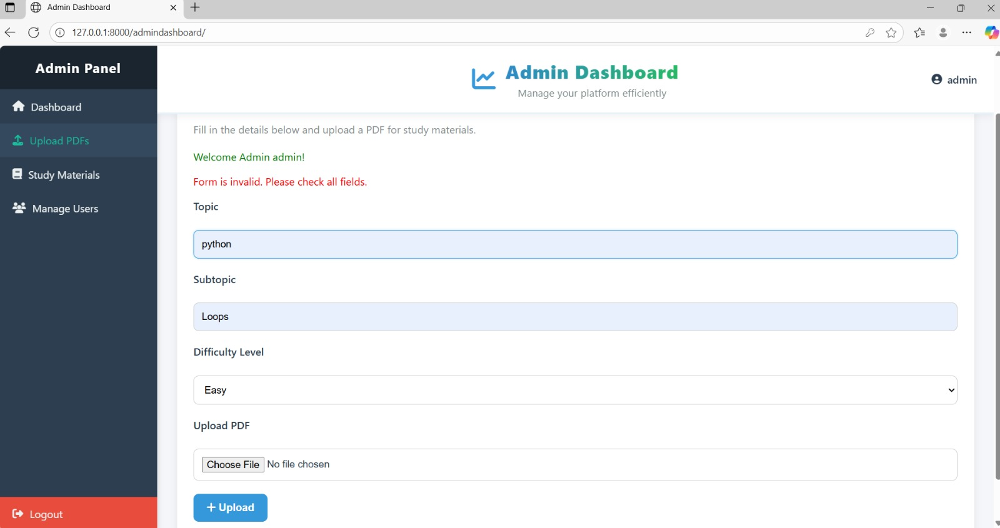 Admin Dashboard
127.0.0.1:8000/admindashboard/
Admin Panel
Dashboard
Upload PDFs
Study Materials
Manage Users
Logout
Admin Dashboard
Manage your platform efficiently
admin
Fill in the details below and upload a PDF for study materials.
Welcome Admin admin!
Form is invalid. Please check all fields.
Topic
python
Subtopic
Loops
Difficulty Level
Easy
Upload PDF
Choose File No file chosen
+ Upload